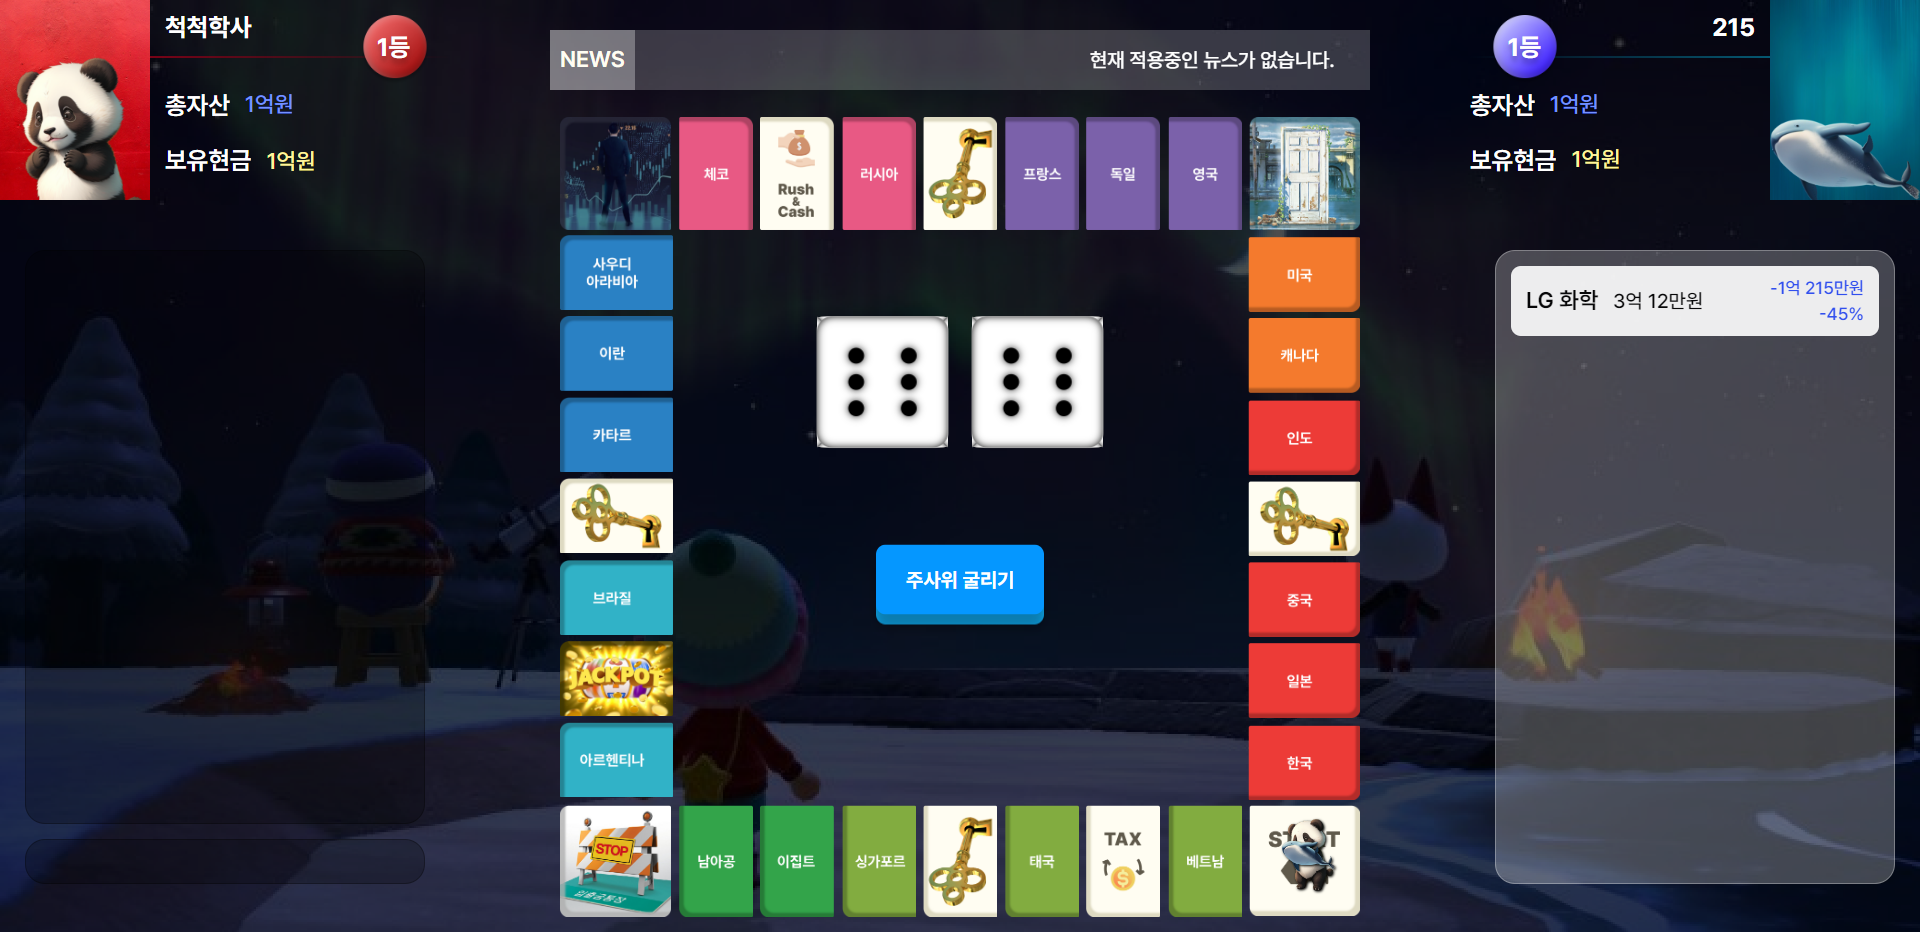 척척학사
1등
총자산 1억원
보유현금 1억원
NEWS
현재 적용중인 뉴스가 없습니다.
1등
215
총자산 1억원
보유현금 1억원
체코
Rush
&
Cash
러시아
프랑스
독일
영국
사우디
아라비아
이란
카타르
브라질
JACKPOT
아르헨티나
미국
캐나다
인도
중국
일본
한국
주사위 굴리기
LG 화학 3억 12만원
-1억 215만원
-45%
STOP
남아공
이집트
싱가포르
태국
TAX
베트남